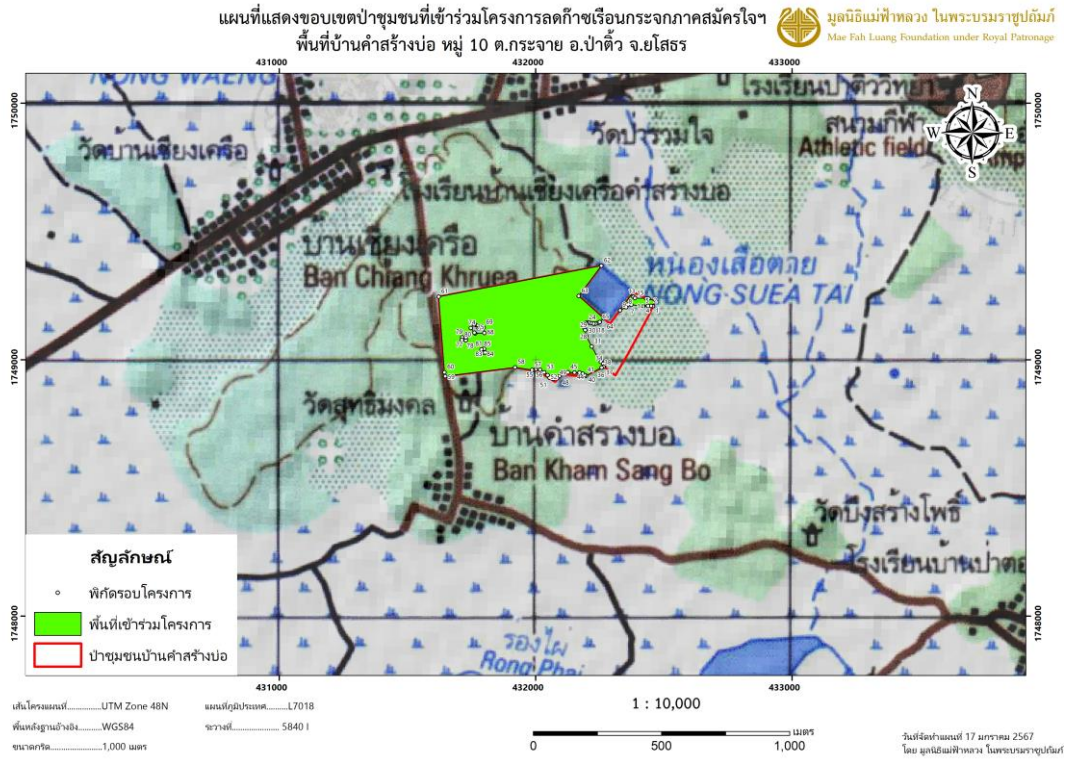 แผนที่แสดงขอบเขตป่าชุมชนที่เข้าร่วมโครงการลดก๊าซเรือนกระจกภาคสมัครใจฯ
พื้นที่บ้านคำสร้างบ่อ หมู่ 10 ต.กระจาย อ.ป่าติ้ว จ.ยโสธร
มูลนิธิแม่ฟ้าหลวง ในพระบรมราชูปถัมภ์
Mae Fah Luang Foundation under Royal Patronage
431000 432000 433000
1750000 1750000
NONG WAENG
โรงเรียนป่าติ้ววิทยา
วัดบ้านเชียงเครือ
วัดป่ารวมใจ
สนามกีฬา
Athletic field
N
W E
S
โรงเรียนบ้านเชียงเครือคำสร้างบ่อ
บ้านเชียงเครือ
Ban Chiang Khruea
หนองเสือตาย
NONG SUEA TAI
1749000 1749000
วัดสุทธิมงคล
บ้านคำสร้างบ่อ
Ban Kham Sang Bo
วัดบึงสร้างโพธิ์
โรงเรียนบ้านป่าตอ
สัญลักษณ์
พิกัดรอบโครงการ
พื้นที่เข้าร่วมโครงการ
ป่าชุมชนบ้านคำสร้างบ่อ
1748000 1748000
ร่องไผ่
Rong Phai
431000 432000 433000
เส้นโครงแผนที่..............UTM Zone 48N
แผนที่ภูมิประเทศ..........L7018
พื้นหลังฐานอ้างอิง.......WGS84
ระวางที่.................. 5840 I
ขนาดกริด......................1,000 เมตร
1 : 10,000
เมตร
0 500 1,000
วันที่จัดทำแผนที่ 17 มกราคม 2567
โดย มูลนิธิแม่ฟ้าหลวง ในพระบรมราชูปถัมภ์